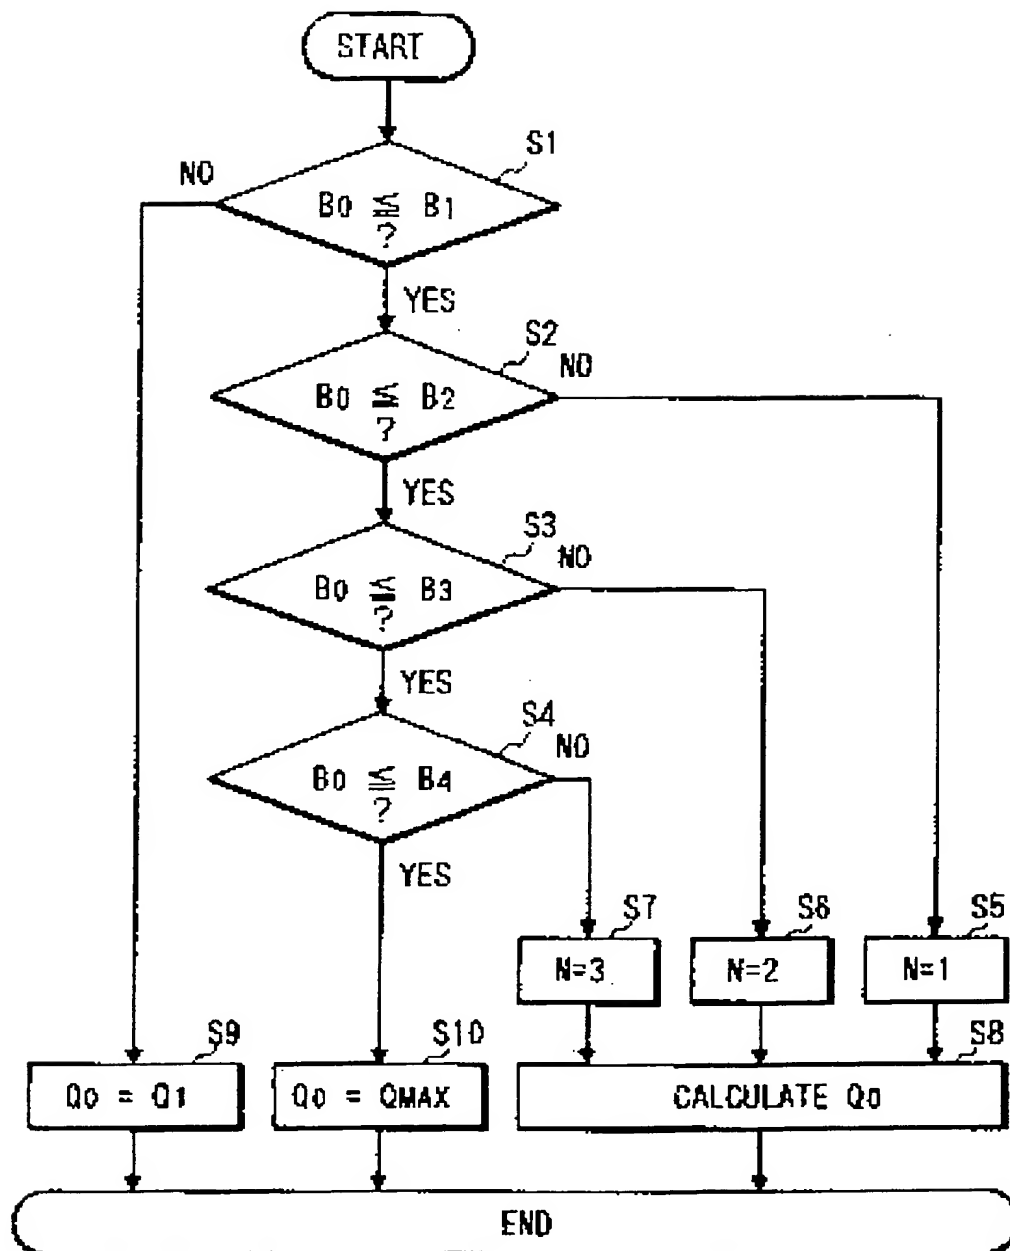 START
S1
NO
B0 ≦ B1
?
YES
S2
NO
B0 ≦ B2
?
YES
S3
NO
B0 ≦ B3
?
YES
S4
NO
B0 ≦ B4
?
YES
S7
S6
S5
N=3
N=2
N=1
S9
S10
S8
Q0 = Q1
Q0 = QMAX
CALCULATE Q0
END